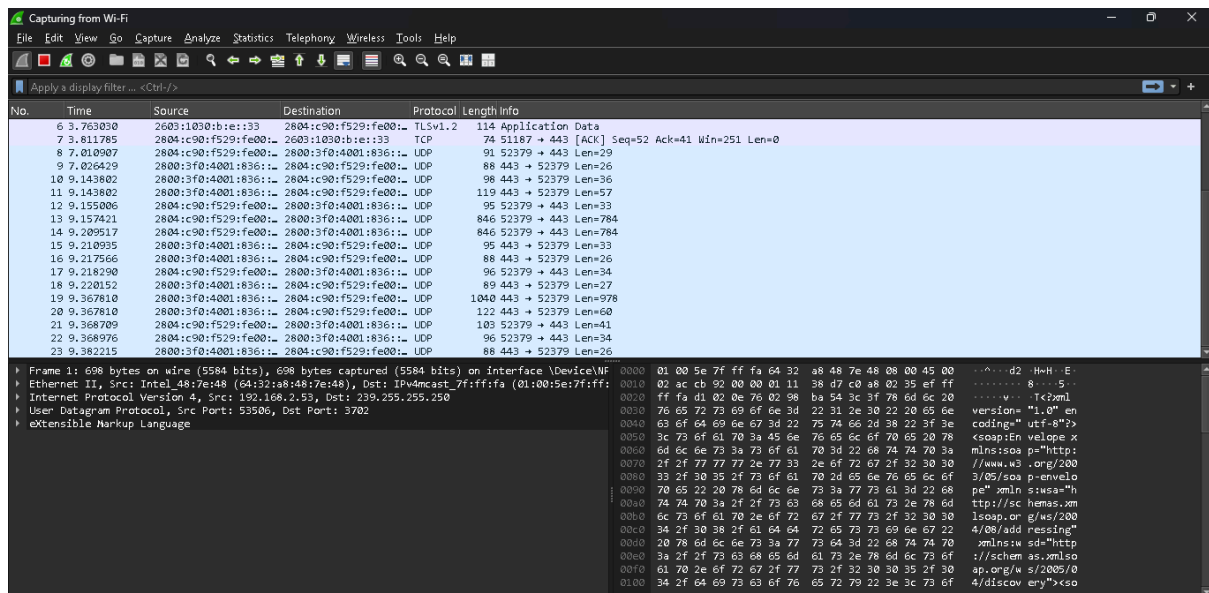 Capturing from Wi-Fi
File Edit View Go Capture Analyze Statistics Telephony Wireless Tools Help
Apply a display filter ... <Ctrl-/>
No. Time Source Destination Protocol Length Info
6 3.763030 2603:1030:b:e::33 2804:c90:f529:fe00:… TLSv1.2 114 Application Data
7 3.811785 2804:c90:f529:fe00:… 2603:1030:b:e::33 TCP 74 51187 → 443 [ACK] Seq=52 Ack=41 Win=251 Len=0
8 7.010907 2804:c90:f529:fe00:… 2800:3f0:4001:836::… UDP 91 52379 → 443 Len=29
9 7.026429 2800:3f0:4001:836::… 2804:c90:f529:fe00:… UDP 88 443 → 52379 Len=26
10 9.143802 2800:3f0:4001:836::… 2804:c90:f529:fe00:… UDP 98 443 → 52379 Len=36
11 9.143802 2800:3f0:4001:836::… 2804:c90:f529:fe00:… UDP 119 443 → 52379 Len=57
12 9.155006 2804:c90:f529:fe00:… 2800:3f0:4001:836::… UDP 95 52379 → 443 Len=33
13 9.157421 2804:c90:f529:fe00:… 2800:3f0:4001:836::… UDP 846 52379 → 443 Len=784
14 9.209517 2804:c90:f529:fe00:… 2800:3f0:4001:836::… UDP 846 52379 → 443 Len=784
15 9.210935 2800:3f0:4001:836::… 2804:c90:f529:fe00:… UDP 95 443 → 52379 Len=33
16 9.217566 2800:3f0:4001:836::… 2804:c90:f529:fe00:… UDP 88 443 → 52379 Len=26
17 9.218290 2804:c90:f529:fe00:… 2800:3f0:4001:836::… UDP 96 52379 → 443 Len=34
18 9.220152 2800:3f0:4001:836::… 2804:c90:f529:fe00:… UDP 89 443 → 52379 Len=27
19 9.367810 2800:3f0:4001:836::… 2804:c90:f529:fe00:… UDP 1040 443 → 52379 Len=978
20 9.367810 2800:3f0:4001:836::… 2804:c90:f529:fe00:… UDP 122 443 → 52379 Len=60
21 9.368709 2804:c90:f529:fe00:… 2800:3f0:4001:836::… UDP 103 52379 → 443 Len=41
22 9.368976 2804:c90:f529:fe00:… 2800:3f0:4001:836::… UDP 96 52379 → 443 Len=34
23 9.382215 2800:3f0:4001:836::… 2804:c90:f529:fe00:… UDP 88 443 → 52379 Len=26
Frame 1: 698 bytes on wire (5584 bits), 698 bytes captured (5584 bits) on interface \Device\NF
Ethernet II, Src: Intel_48:7e:48 (64:32:a8:48:7e:48), Dst: IPv4mcast_7f:ff:fa (01:00:5e:7f:ff:
Internet Protocol Version 4, Src: 192.168.2.53, Dst: 239.255.255.250
User Datagram Protocol, Src Port: 53506, Dst Port: 3702
eXtensible Markup Language
0000 01 00 5e 7f ff fa 64 32 a8 48 7e 48 08 00 45 00 ··^···d2 ·H~H··E·
0010 02 ac cb 92 00 00 01 11 38 d7 c0 a8 02 35 ef ff ········ 8····5··
0020 ff fa d1 02 0e 76 02 98 ba 54 3c 3f 78 6d 6c 20 ·····v·· ·T<?xml
0030 76 65 72 73 69 6f 6e 3d 22 31 2e 30 22 20 65 6e version= "1.0" en
0040 63 6f 64 69 6e 67 3d 22 75 74 66 2d 38 22 3f 3e coding=" utf-8"?>
0050 3c 73 6f 61 70 3a 45 6e 76 65 6c 6f 70 65 20 78 <soap:En velope x
0060 6d 6c 6e 73 3a 73 6f 61 70 3d 22 68 74 74 70 3a mlns:soa p="http:
0070 2f 2f 77 77 77 2e 77 33 2e 6f 72 67 2f 32 30 30 //www.w3 .org/200
0080 33 2f 30 35 2f 73 6f 61 70 2d 65 6e 76 65 6c 6f 3/05/soa p-envelo
0090 70 65 22 20 78 6d 6c 6e 73 3a 77 73 61 3d 22 68 pe" xmln s:wsa="h
00a0 74 74 70 3a 2f 2f 73 63 68 65 6d 61 73 2e 78 6d ttp://sc hemas.xm
00b0 6c 73 6f 61 70 2e 6f 72 67 2f 77 73 2f 32 30 30 lsoap.or g/ws/200
00c0 34 2f 30 38 2f 61 64 64 72 65 73 73 69 6e 67 22 4/08/add ressing"
00d0 20 78 6d 6c 6e 73 3a 77 73 64 3d 22 68 74 74 70 xmlns:w sd="http
00e0 3a 2f 2f 73 63 68 65 6d 61 73 2e 78 6d 6c 73 6f ://schem as.xmlso
00f0 61 70 2e 6f 72 67 2f 77 73 2f 32 30 30 35 2f 30 ap.org/w s/2005/0
0100 34 2f 64 69 73 63 6f 76 65 72 79 22 3e 3c 73 6f 4/discov ery"><so